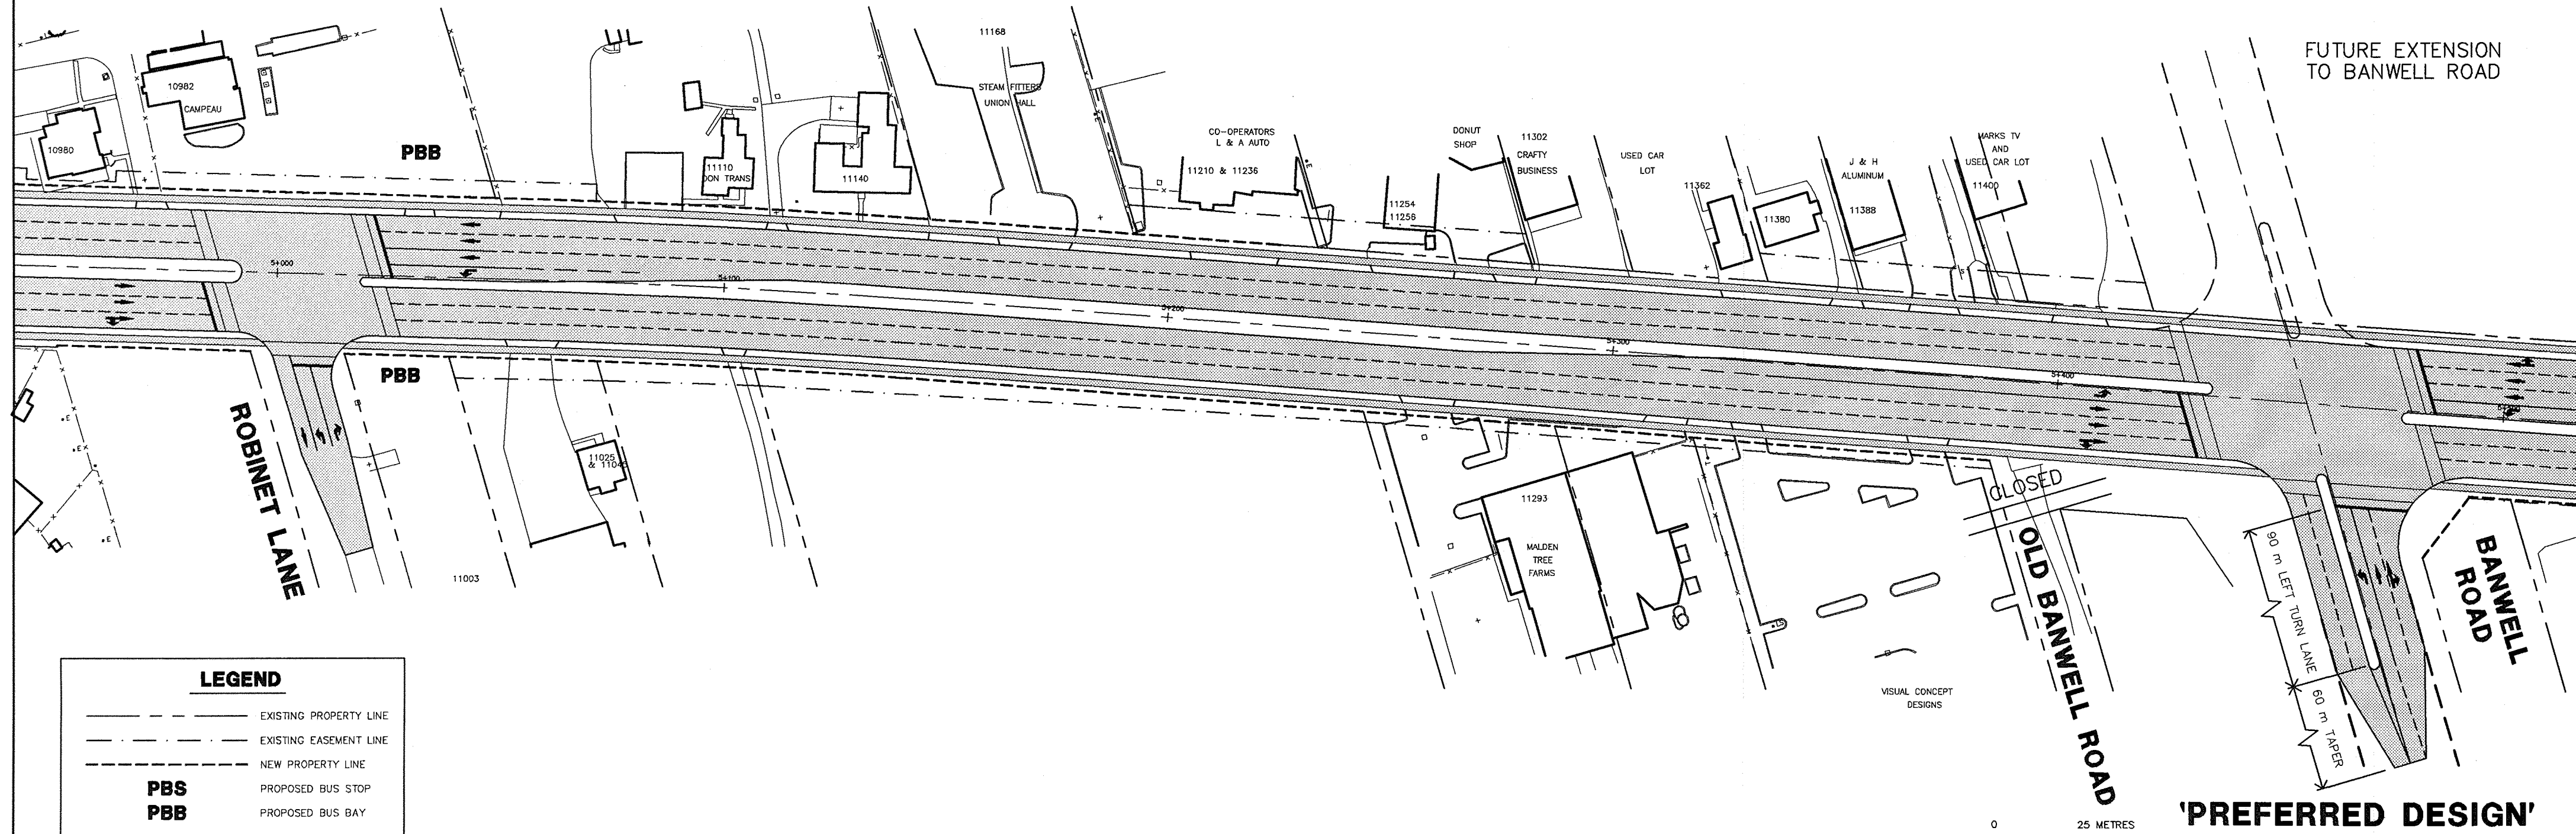 FUTURE EXTENSION
TO BANWELL ROAD
10982
CAMPEAU
10980
PBB
11110
DON TRANS
11140
11168
STEAM FITTERS
UNION HALL
CO-OPERATORS
L & A AUTO
11210 & 11236
DONUT
SHOP
11254
11256
11302
CRAFTY
BUSINESS
USED CAR
LOT
11362
11380
J & H
ALUMINUM
11388
MARKS TV
AND
USED CAR LOT
11400
5+000
5+100
5+200
5+300
5+400
PBB
ROBINET LANE
11025
& 11045
11003
11293
MALDEN
TREE
FARMS
CLOSED
OLD BANWELL ROAD
90 m LEFT TURN LANE
60 m TAPER
BANWELL
ROAD
VISUAL CONCEPT
DESIGNS
LEGEND
EXISTING PROPERTY LINE
EXISTING EASEMENT LINE
NEW PROPERTY LINE
PBS PROPOSED BUS STOP
PBB PROPOSED BUS BAY
0 25 METRES
'PREFERRED DESIGN'